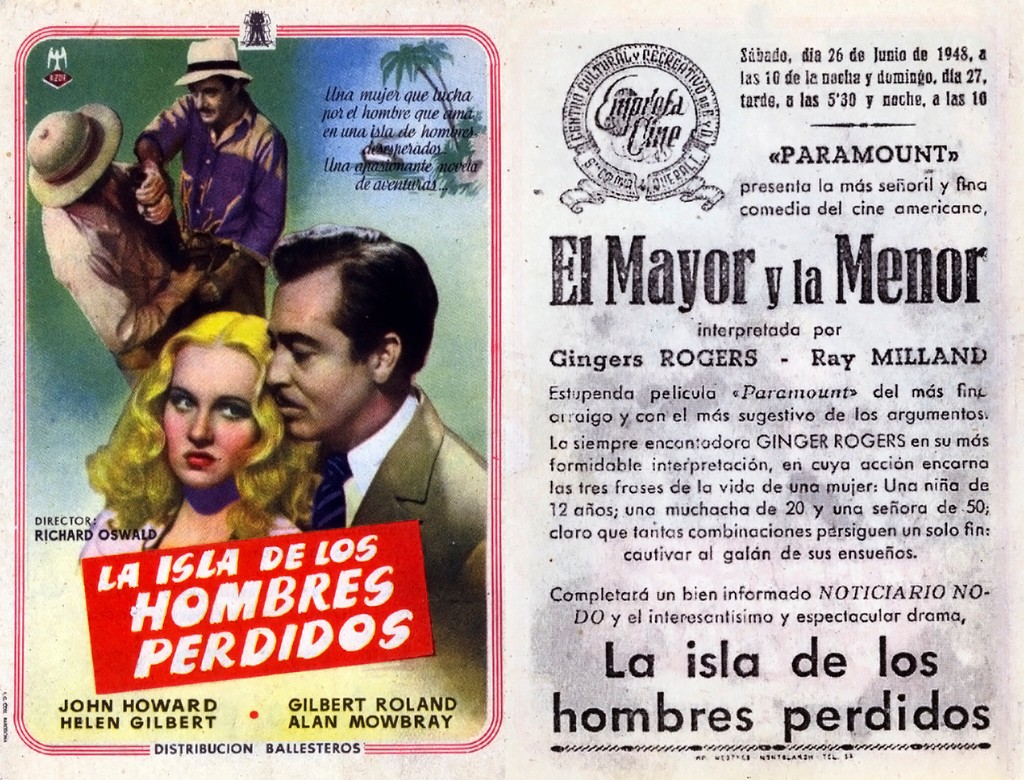 Una mujer que lucha
por el hombre que ama
en una isla de hombres
desesperados...
Una apasionante novela
de aventuras...
DIRECTOR:
RICHARD OSWALD
LA ISLA DE LOS
HOMBRES
PERDIDOS
JOHN HOWARD
HELEN GILBERT
GILBERT ROLAND
ALAN MOWBRAY
DISTRIBUCION BALLESTEROS
CENTRO CULTURAL Y RECREATIVO
Empresa
Cine
Sábado, día 26 de Junio de 1948, a
las 10 de la noche y domingo, día 27,
tarde, a las 5'30 y noche, a las 10
«PARAMOUNT»
presenta la más señoril y fina
comedia del cine americano,
El Mayor y la Menor
interpretada por
Gingers ROGERS - Ray MILLAND
Estupenda película «Paramount» del más fino
arraigo y con el más sugestivo de los argumentos.
La siempre encantadora GINGER ROGERS en su más
formidable interpretación, en cuya acción encarna
las tres frases de la vida de una mujer: Una niña de
12 años; una muchacha de 20 y una señora de 50;
claro que tantas combinaciones persiguen un solo fin:
cautivar al galán de sus ensueños.
Completará un bien informado NOTICIARIO NO-
DO y el interesantísimo y espectacular drama,
La isla de los
hombres perdidos